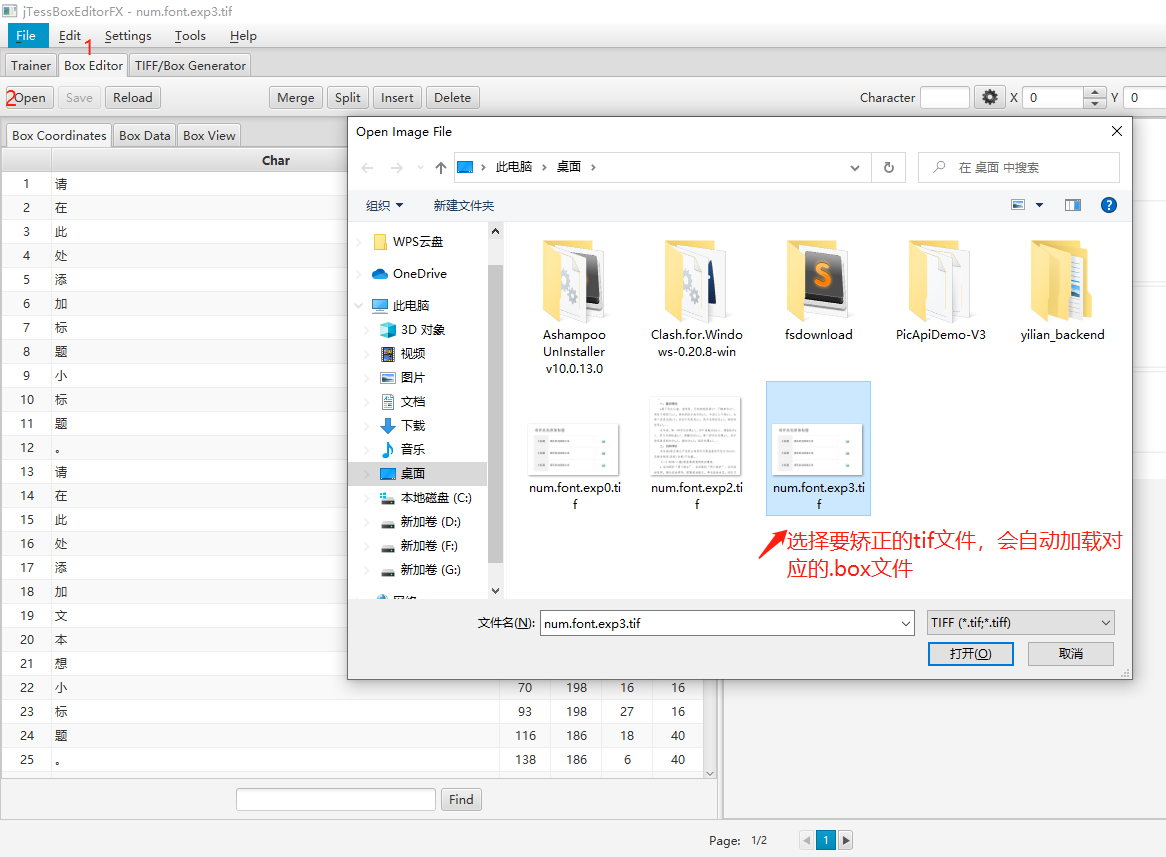 jTessBoxEditorFX - num.font.exp3.tif
File Edit Settings Tools Help
1
Trainer Box Editor TIFF/Box Generator
2 Open Save Reload Merge Split Insert Delete Character X 0 Y 0
Box Coordinates Box Data Box View
Char
1 请
2 在
3 此
4 处
5 添
6 加
7 标
8 题
9 小
10 标
11 题
12 。
13 请
14 在
15 此
16 处
17 添
18 加
19 文
20 本
21 想
22 小 70 198 16 16
23 标 93 198 27 16
24 题 116 186 18 40
25 。 138 186 6 40
Find
Page: 1/2 1
Open Image File
此电脑 桌面
在 桌面 中搜索
组织 新建文件夹
WPS云盘
OneDrive
此电脑
3D 对象
视频
图片
文档
下载
音乐
桌面
本地磁盘 (C:)
新加卷 (D:)
新加卷 (F:)
新加卷 (G:)
Ashampoo
UnInstaller
v10.0.13.0
Clash.for.Windo
ws-0.20.8-win
fsdownload
PicApiDemo-V3
yilian_backend
num.font.exp0.ti
f
num.font.exp2.ti
f
num.font.exp3.ti
f
选择要矫正的tif文件，会自动加载对
应的.box文件
文件名(N): num.font.exp3.tif TIFF (*.tif;*.tiff)
打开(O) 取消